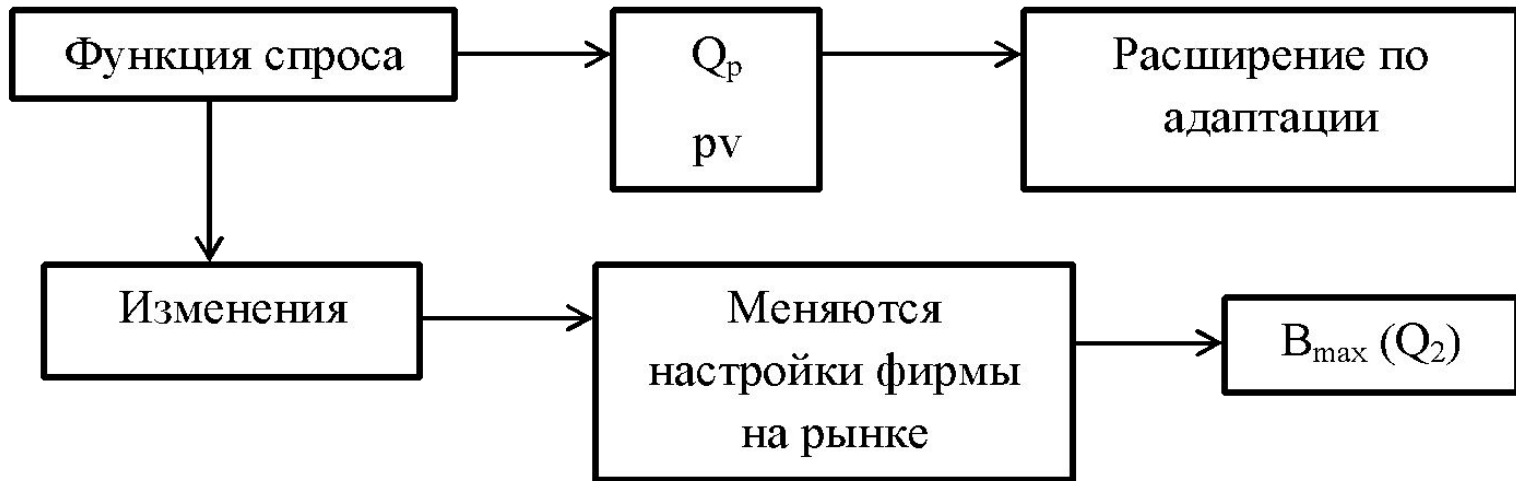 Функция спроса
Qp
pv
Расширение по
адаптации
Изменения
Меняются
настройки фирмы
на рынке
Bmax (Q2)